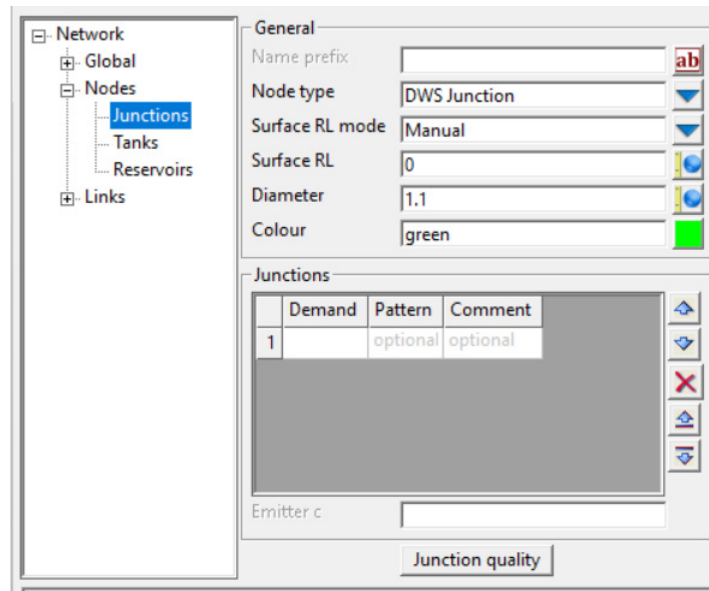 Network
Global
Nodes
Junctions
Tanks
Reservoirs
Links
General
Name prefix
ab
Node type DWS Junction
Surface RL mode Manual
Surface RL 0
Diameter 1.1
Colour green
Junctions
Demand Pattern Comment
1 optional optional
Emitter c
Junction quality